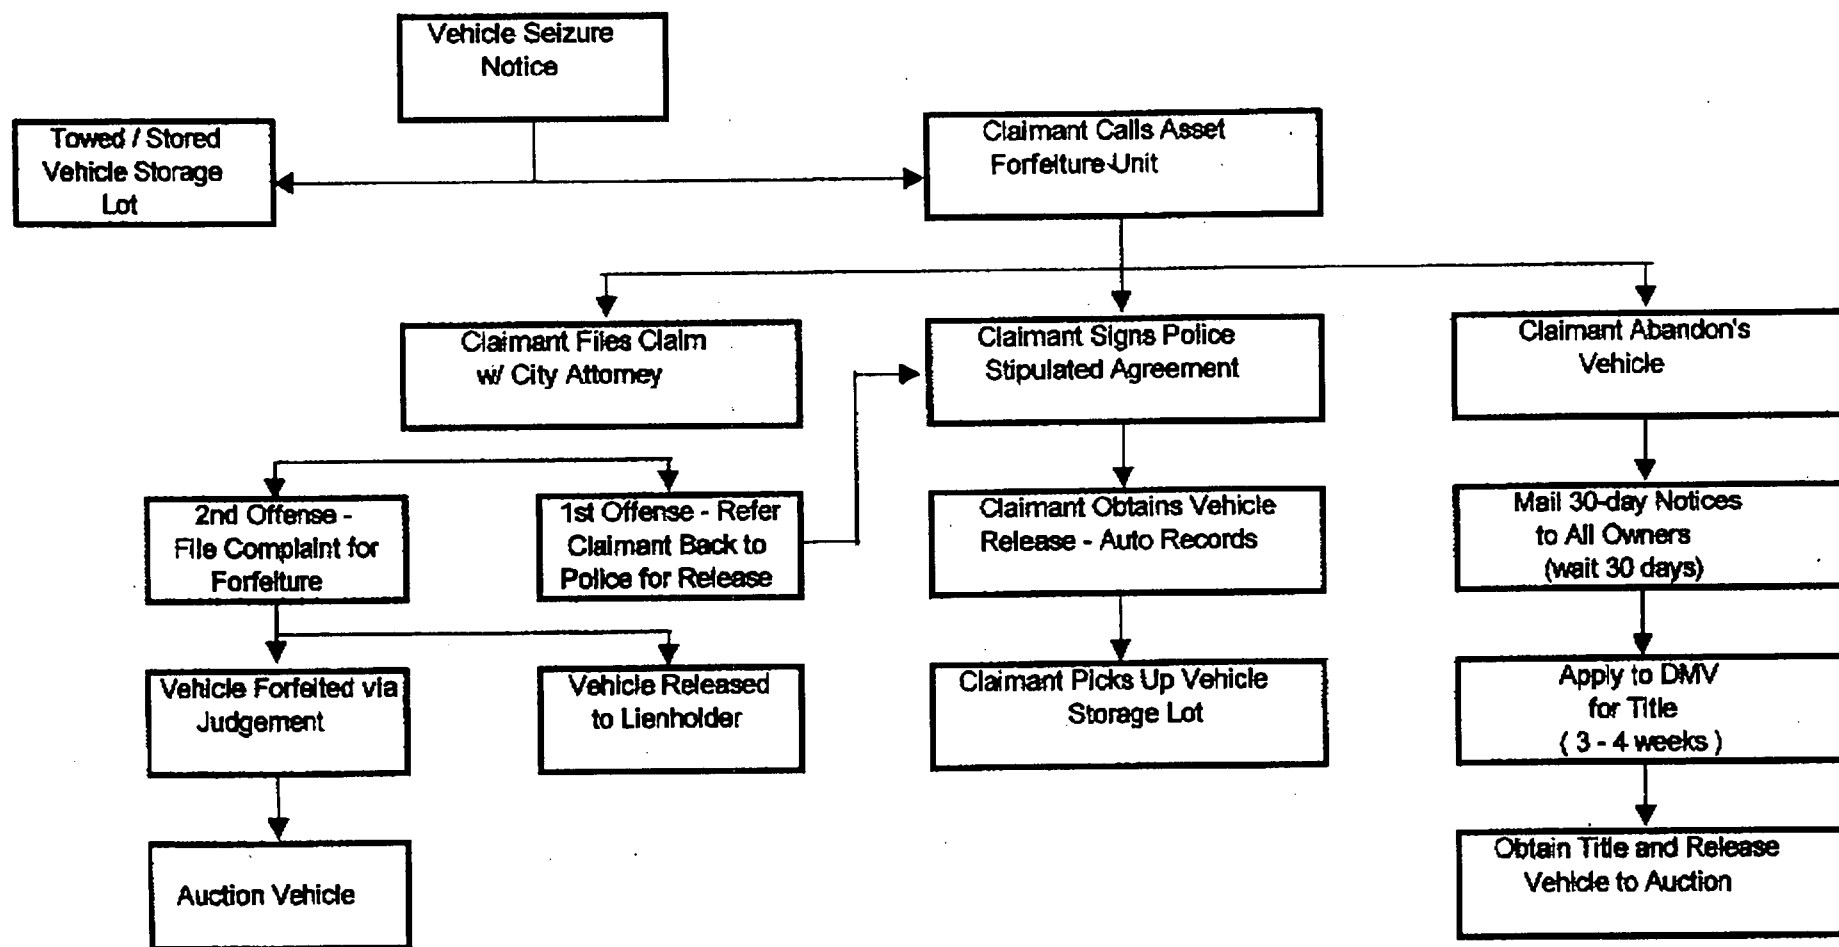 Vehicle Seizure
Notice
Towed / Stored
Vehicle Storage
Lot
Claimant Calls Asset
Forfeiture Unit
Claimant Files Claim
w/ City Attorney
Claimant Signs Police
Stipulated Agreement
Claimant Abandon's
Vehicle
2nd Offense -
File Complaint for
Forfeiture
1st Offense - Refer
Claimant Back to
Police for Release
Claimant Obtains Vehicle
Release - Auto Records
Mail 30-day Notices
to All Owners
(wait 30 days)
Vehicle Forfeited via
Judgement
Vehicle Released
to Lienholder
Claimant Picks Up Vehicle
Storage Lot
Apply to DMV
for Title
( 3 - 4 weeks )
Auction Vehicle
Obtain Title and Release
Vehicle to Auction